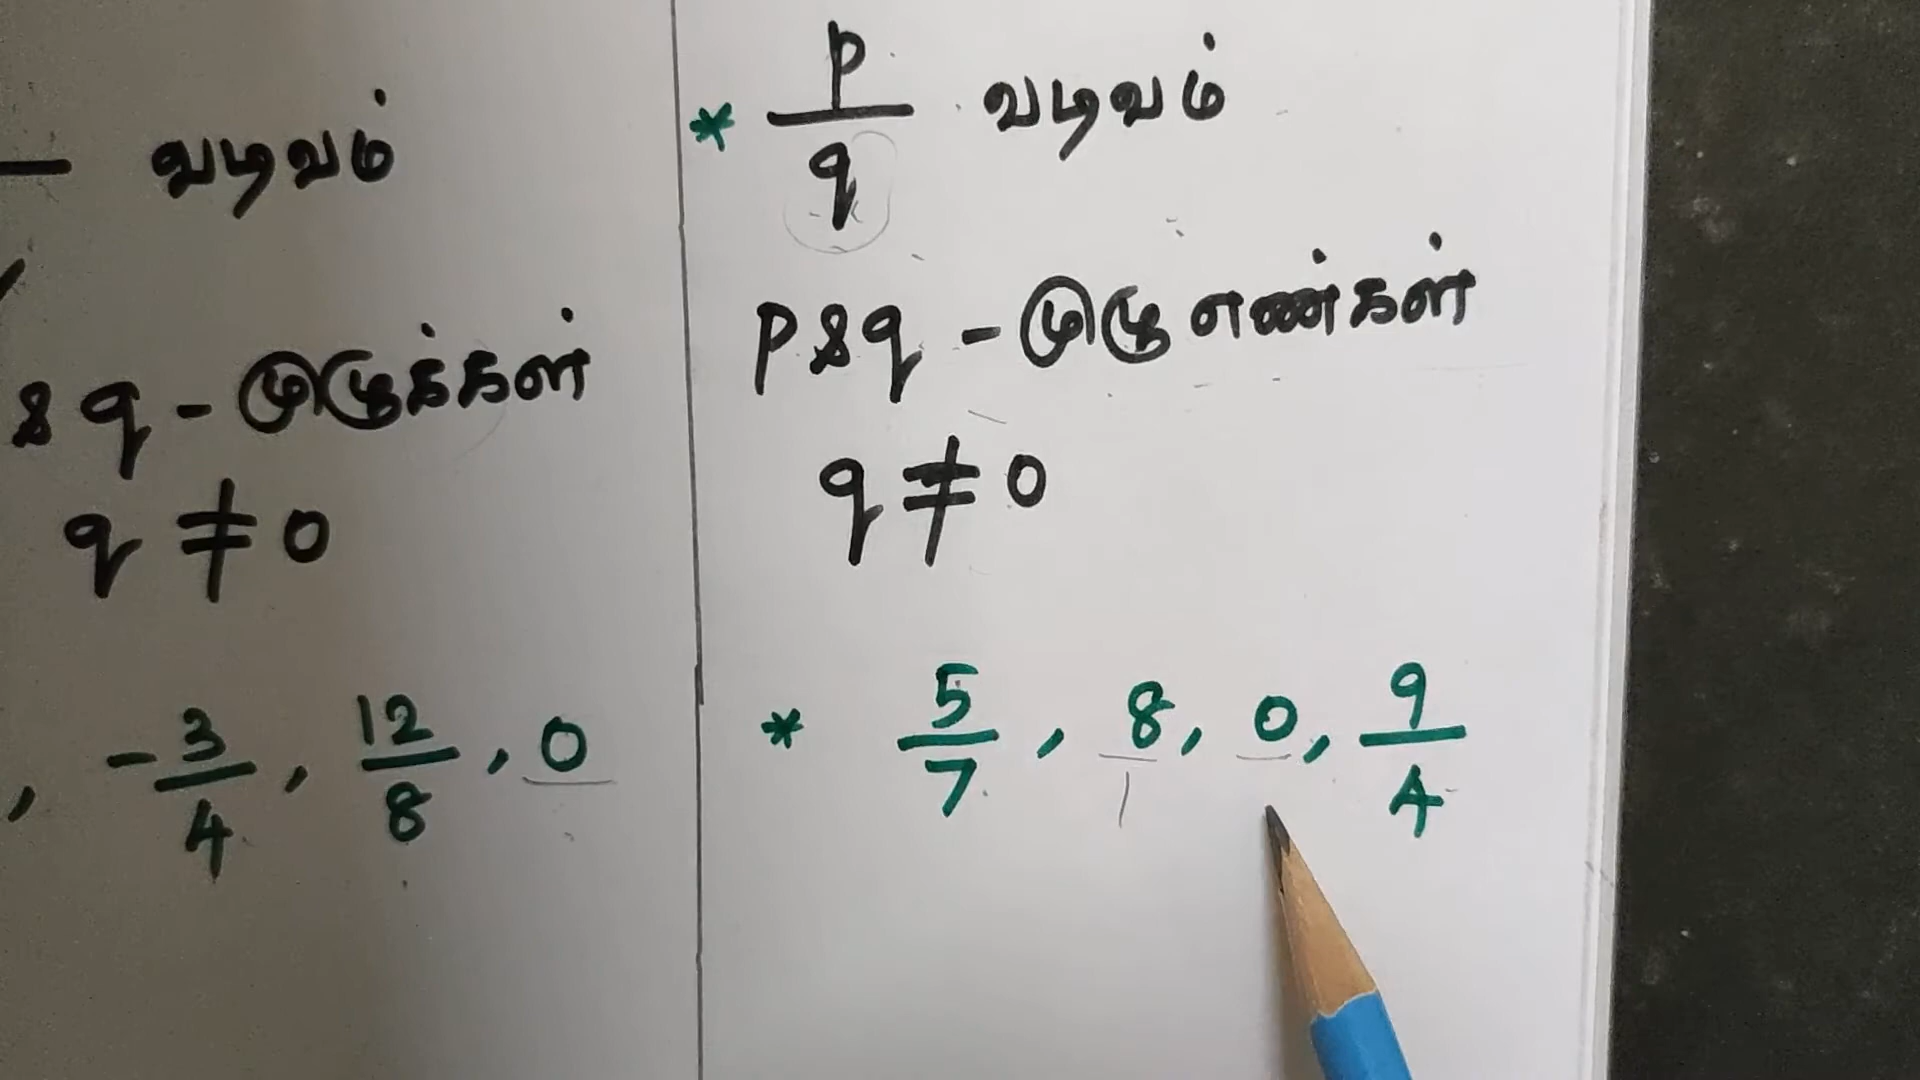 வடிவம்
& q - முழுக்கள்
q ≠ 0
, -3/4, 12/8, 0
* p/q வடிவம்
p & q - முழு எண்கள்
q ≠ 0
* 5/7, 8/1, 0, 9/4